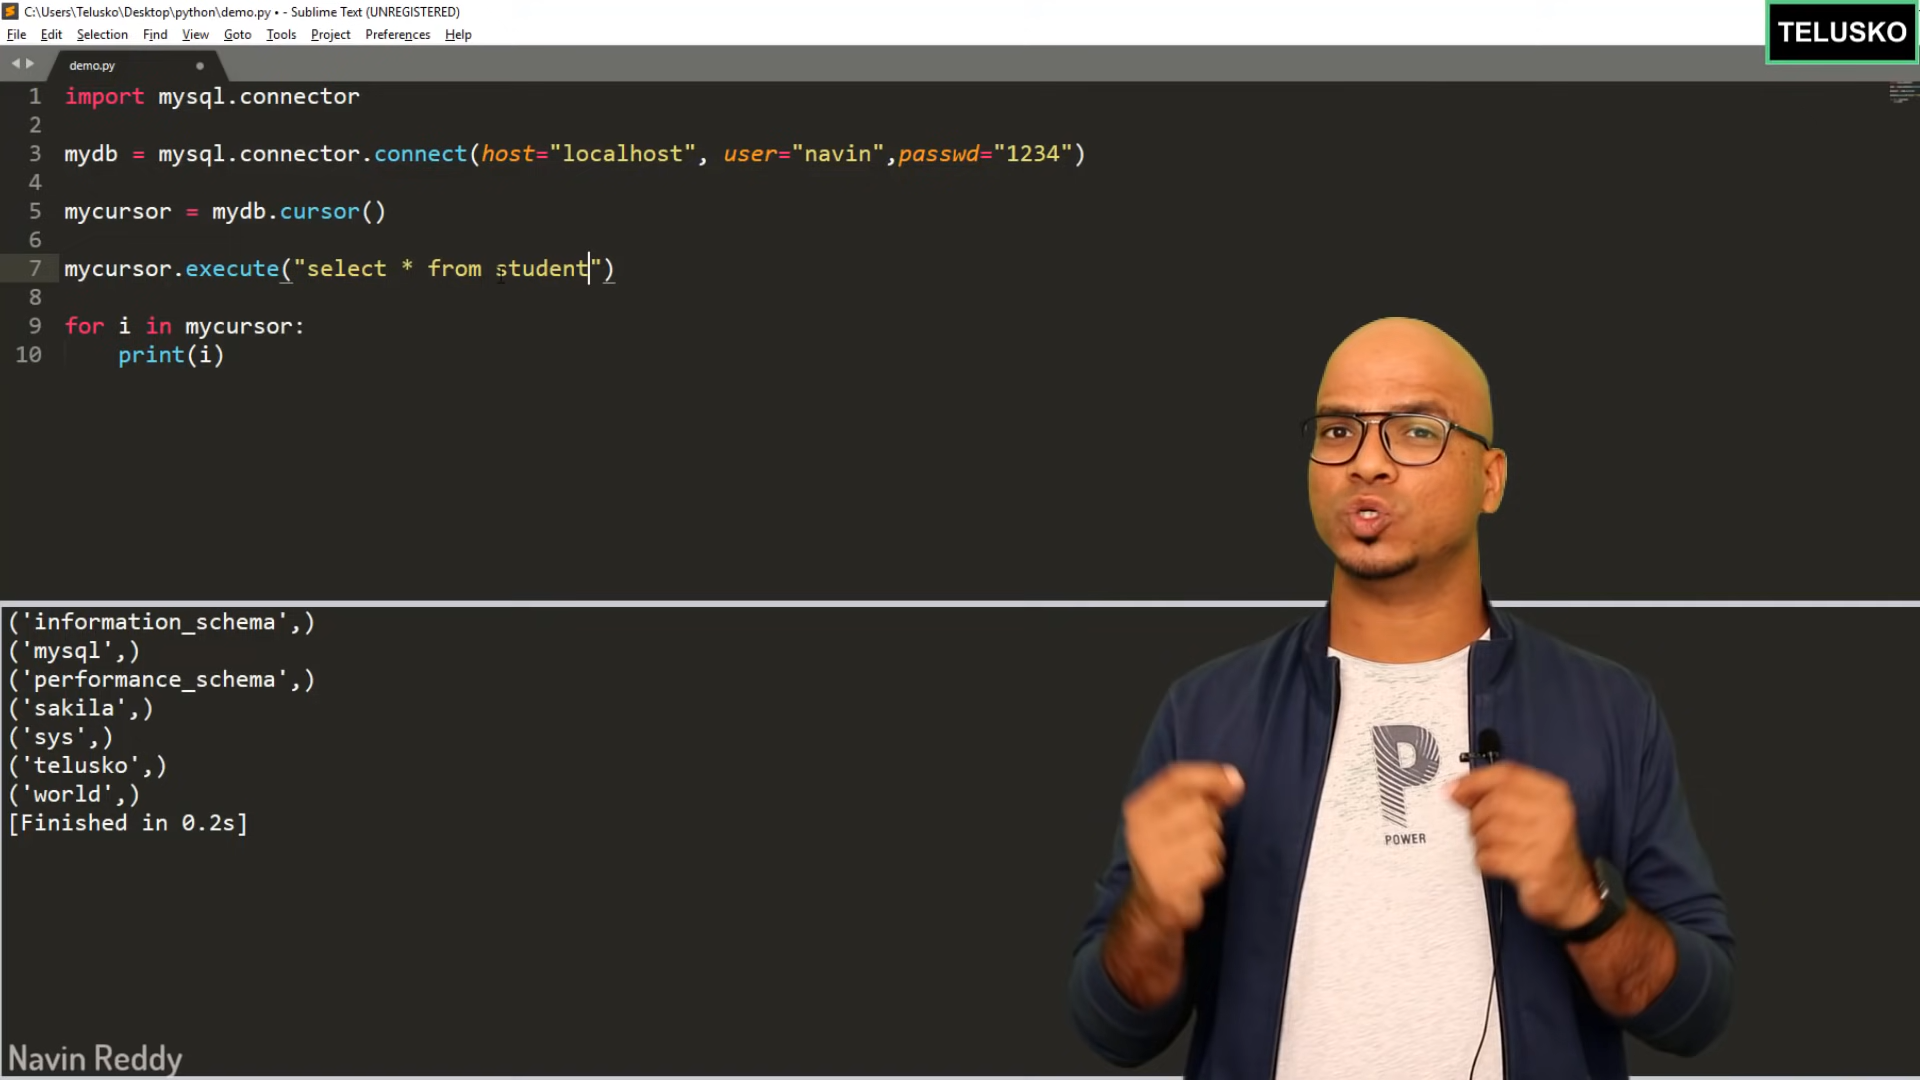 C:\Users\Telusko\Desktop\python\demo.py • - Sublime Text (UNREGISTERED)
TELUSKO
File Edit Selection Find View Goto Tools Project Preferences Help
demo.py
1 import mysql.connector
2
3 mydb = mysql.connector.connect(host="localhost", user="navin",passwd="1234")
4
5 mycursor = mydb.cursor()
6
7 mycursor.execute("select * from student")
8
9 for i in mycursor:
10 print(i)
('information_schema',)
('mysql',)
('performance_schema',)
('sakila',)
('sys',)
('telusko',)
('world',)
[Finished in 0.2s]
P
POWER
Navin Reddy